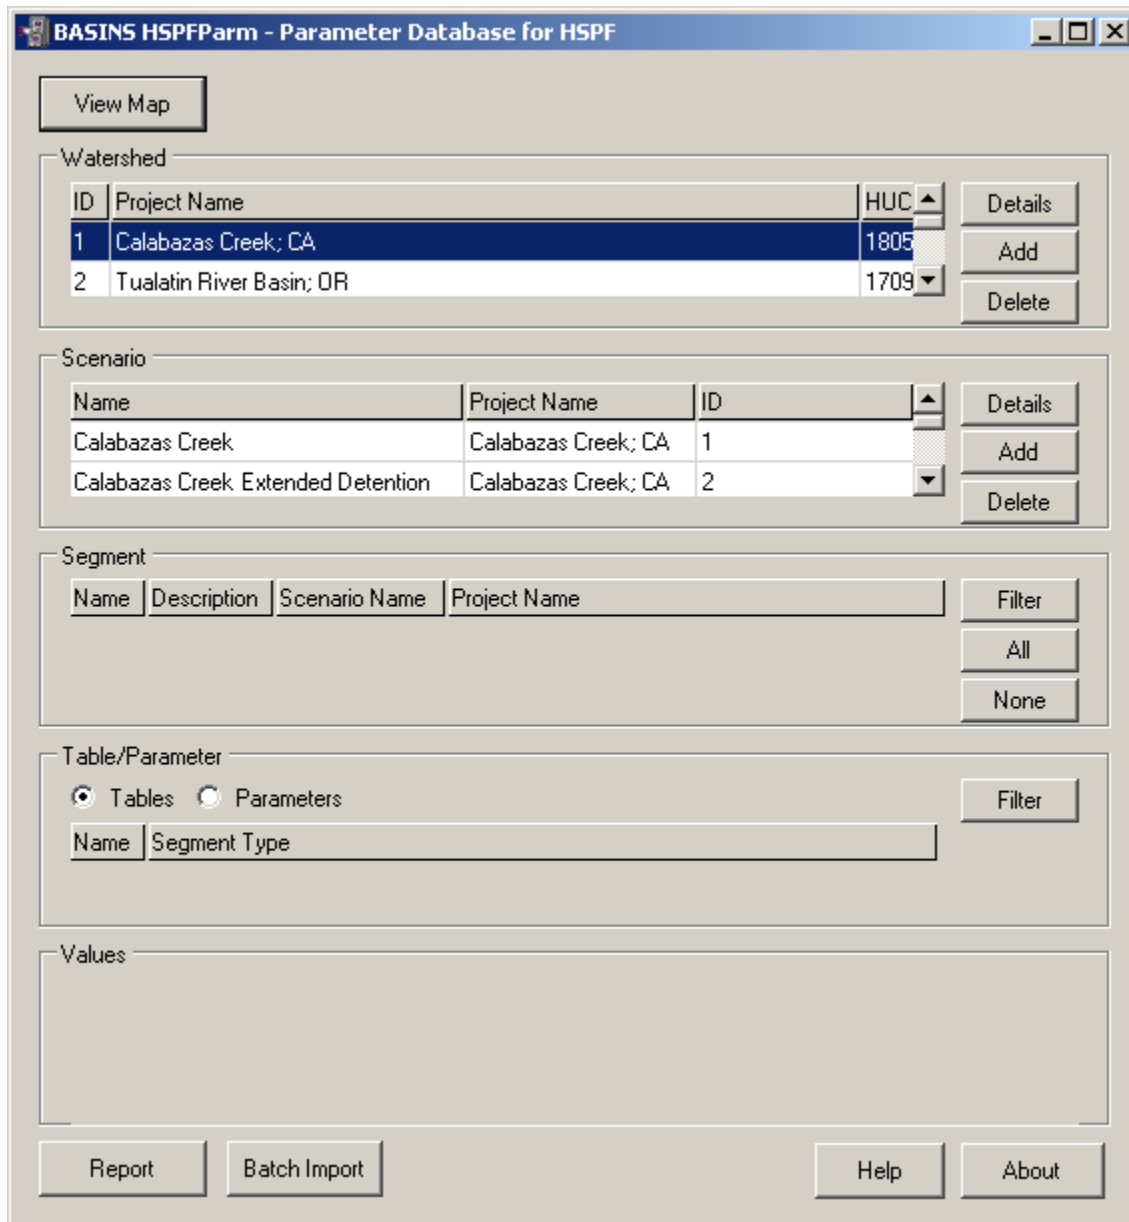 BASINS HSPFParm - Parameter Database for HSPF
View Map
Watershed
ID Project Name HUC
Details
1 Calabazas Creek; CA 1805
Add
2 Tualatin River Basin; OR 1709
Delete
Scenario
Name Project Name ID
Details
Calabazas Creek Calabazas Creek; CA 1
Add
Calabazas Creek Extended Detention Calabazas Creek; CA 2
Delete
Segment
Name Description Scenario Name Project Name
Filter
All
None
Table/Parameter
Tables Parameters
Filter
Name Segment Type
Values
Report Batch Import Help About